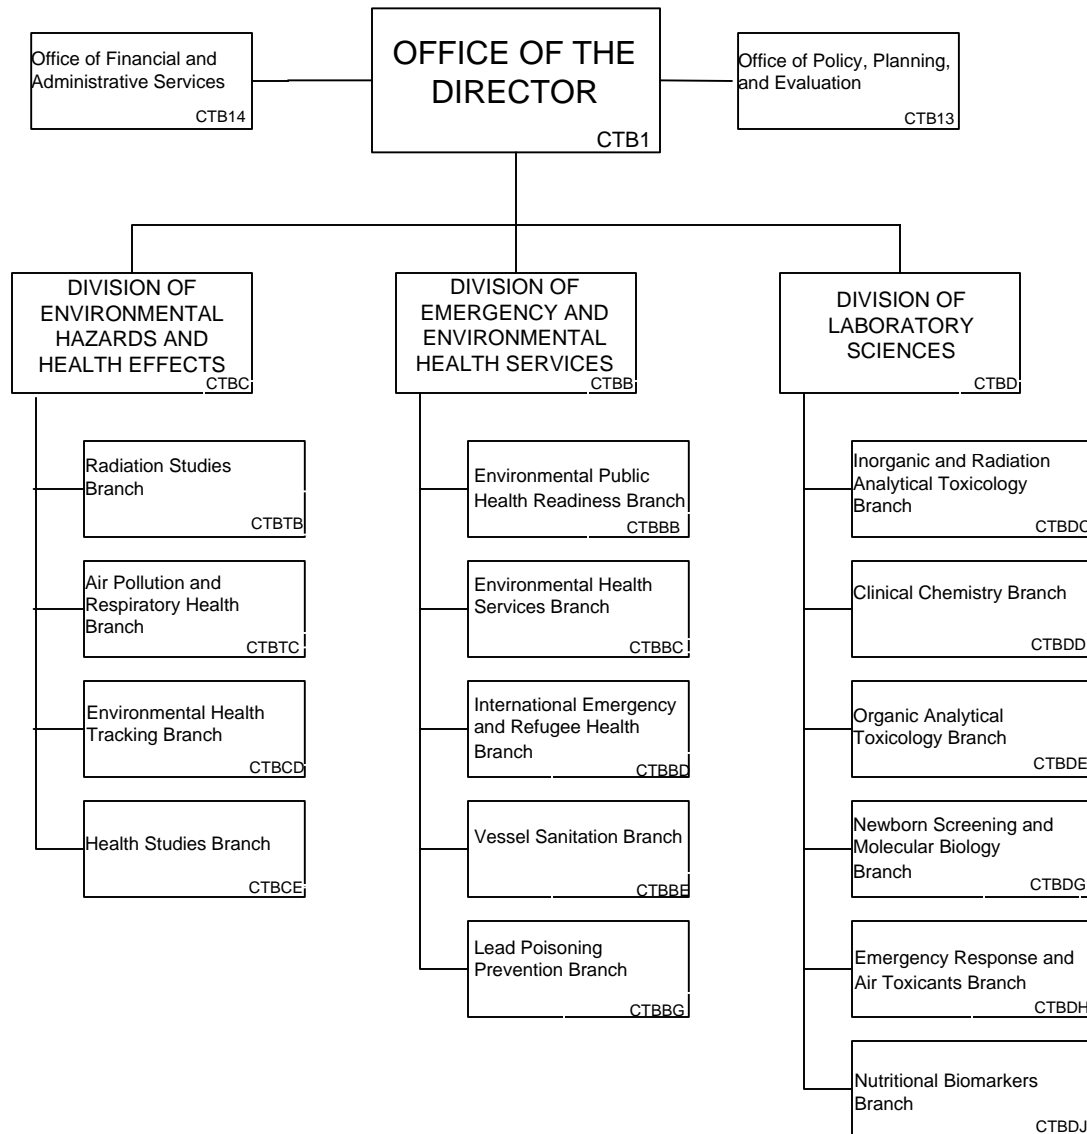 Office of Financial and
Administrative Services
CTB14
OFFICE OF THE
DIRECTOR
CTB1
Office of Policy, Planning,
and Evaluation
CTB13
DIVISION OF
ENVIRONMENTAL
HAZARDS AND
HEALTH EFFECTS
CTBC
Radiation Studies
Branch
CTBTB
Air Pollution and
Respiratory Health
Branch
CTBTC
Environmental Health
Tracking Branch
CTBCD
Health Studies Branch
CTBCE
DIVISION OF
EMERGENCY AND
ENVIRONMENTAL
HEALTH SERVICES
CTBB
Environmental Public
Health Readiness Branch
CTBBB
Environmental Health
Services Branch
CTBBC
International Emergency
and Refugee Health
Branch
CTBBD
Vessel Sanitation Branch
CTBBE
Lead Poisoning
Prevention Branch
CTBBG
DIVISION OF
LABORATORY
SCIENCES
CTBD
Inorganic and Radiation
Analytical Toxicology
Branch
CTBDC
Clinical Chemistry Branch
CTBDD
Organic Analytical
Toxicology Branch
CTBDE
Newborn Screening and
Molecular Biology
Branch
CTBDG
Emergency Response and
Air Toxicants Branch
CTBDH
Nutritional Biomarkers
Branch
CTBDJ